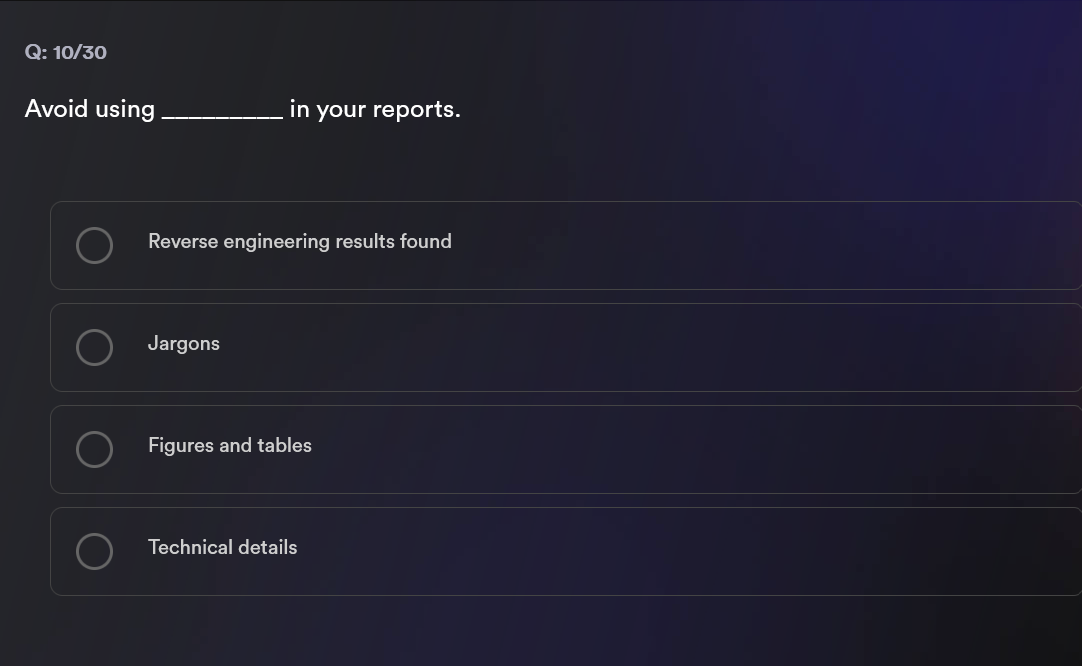 Q: 10/30
Avoid using _________ in your reports.
Reverse engineering results found
Jargons
Figures and tables
Technical details